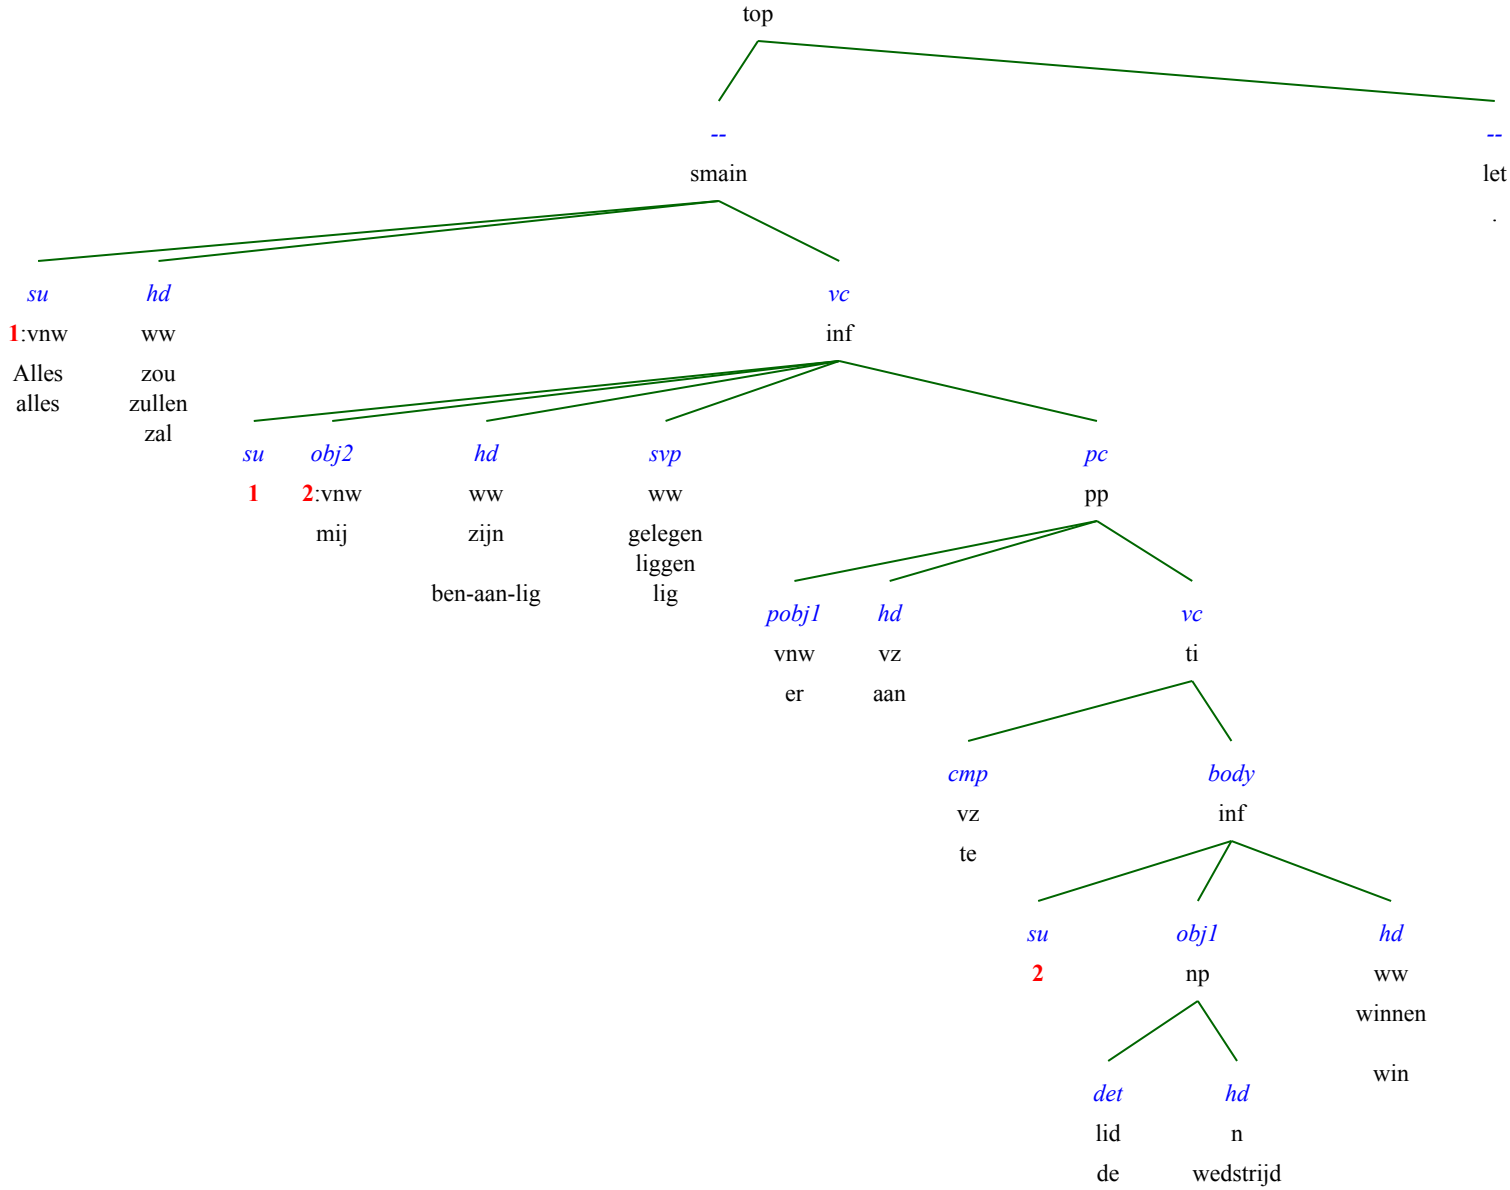 top
-- --
smain let
.
su hd vc
1:vnw ww inf
Alles zou
alles zullen
zal
su obj2 hd svp pc
1 2:vnw ww ww pp
mij zijn gelegen
liggen
ben-aan-lig lig
pobj1 hd vc
vnw vz ti
er aan
cmp body
vz inf
te
su obj1 hd
2 np ww
winnen
win
det hd
lid n
de wedstrijd